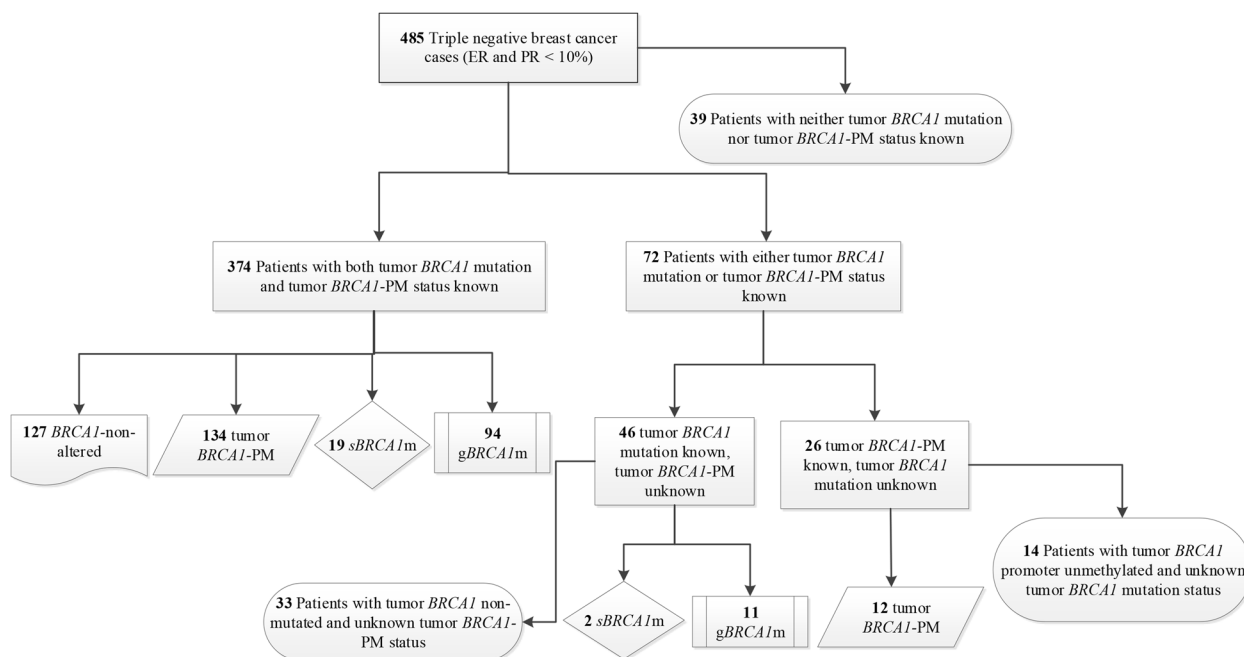 485 Triple negative breast cancer
cases (ER and PR < 10%)
39 Patients with neither tumor BRCA1 mutation
nor tumor BRCA1-PM status known
374 Patients with both tumor BRCA1 mutation
and tumor BRCA1-PM status known
72 Patients with either tumor BRCA1
mutation or tumor BRCA1-PM status
known
127 BRCA1-non-
altered
134 tumor
BRCA1-PM
19 sBRCA1m
94
gBRCA1m
46 tumor BRCA1
mutation known,
tumor BRCA1-PM
unknown
26 tumor BRCA1-PM
known, tumor BRCA1
mutation unknown
33 Patients with tumor BRCA1 non-
mutated and unknown tumor BRCA1-
PM status
2 sBRCA1m
11
gBRCA1m
12 tumor
BRCA1-PM
14 Patients with tumor BRCA1
promoter unmethylated and unknown
tumor BRCA1 mutation status